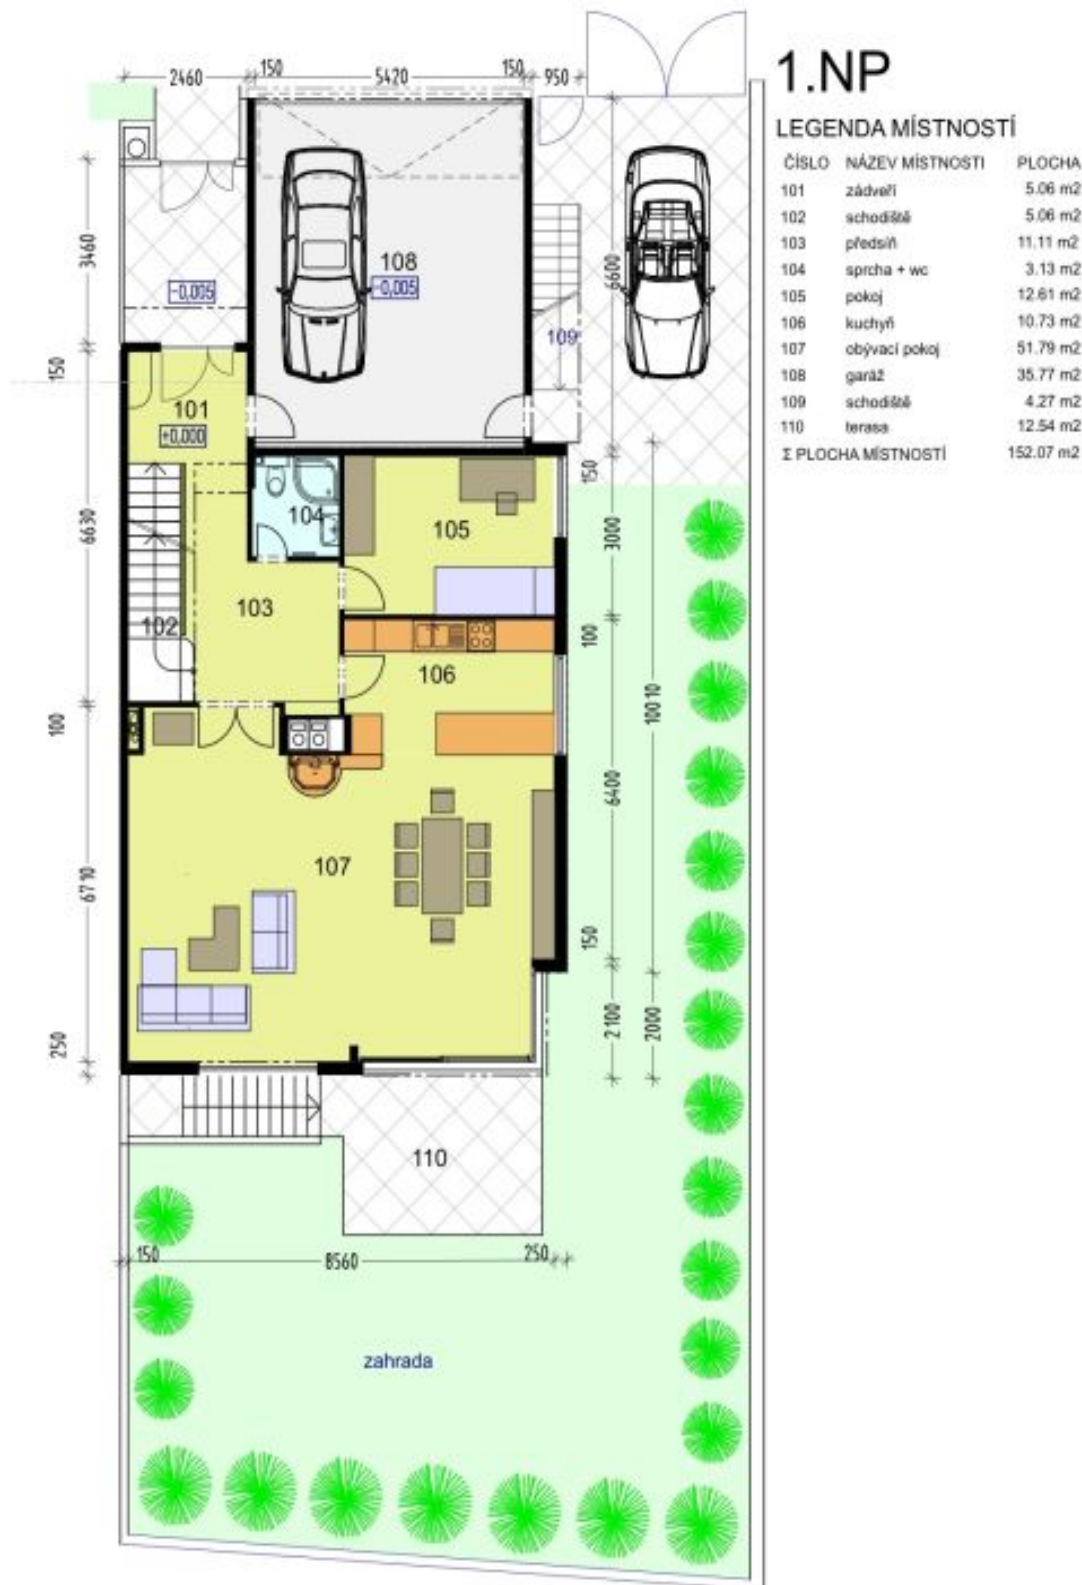 1.NP
LEGENDA MÍSTNOSTÍ
ČÍSLO NÁZEV MÍSTNOSTI PLOCHA
101 zádveří 5.06 m2
102 schodiště 5.06 m2
103 předsíň 11.11 m2
104 sprcha + wc 3.13 m2
105 pokoj 12.61 m2
106 kuchyň 10.73 m2
107 obývací pokoj 51.79 m2
108 garáž 35.77 m2
109 schodiště 4.27 m2
110 terasa 12.54 m2
Σ PLOCHA MÍSTNOSTÍ 152.07 m2
2460 150 5420 150 950
3460
108
-0,005
-0,005
6600
109
150
101
±0,000
150
6630
104
105
3000
103
102
100
106
100
10010
6400
107
6710
150
250
2100
2000
110
150 8560 250
zahrada